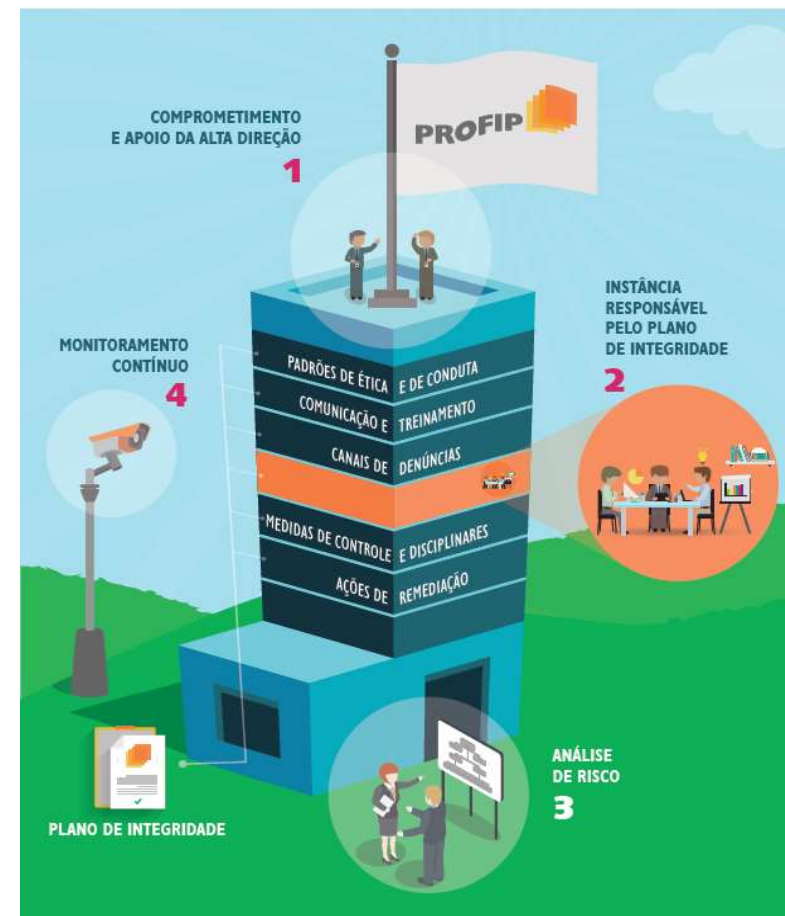 COMPROMETIMENTO
E APOIO DA ALTA DIREÇÃO
1
PROFIP
INSTÂNCIA
RESPONSÁVEL
PELO PLANO
DE INTEGRIDADE
2
MONITORAMENTO
CONTÍNUO
4
PADRÕES DE ÉTICA E DE CONDUTA
COMUNICAÇÃO E TREINAMENTO
CANAIS DE DENÚNCIAS
MEDIDAS DE CONTROLE E DISCIPLINARES
AÇÕES DE REMEDIAÇÃO
ANÁLISE
DE RISCO
3
PLANO DE INTEGRIDADE